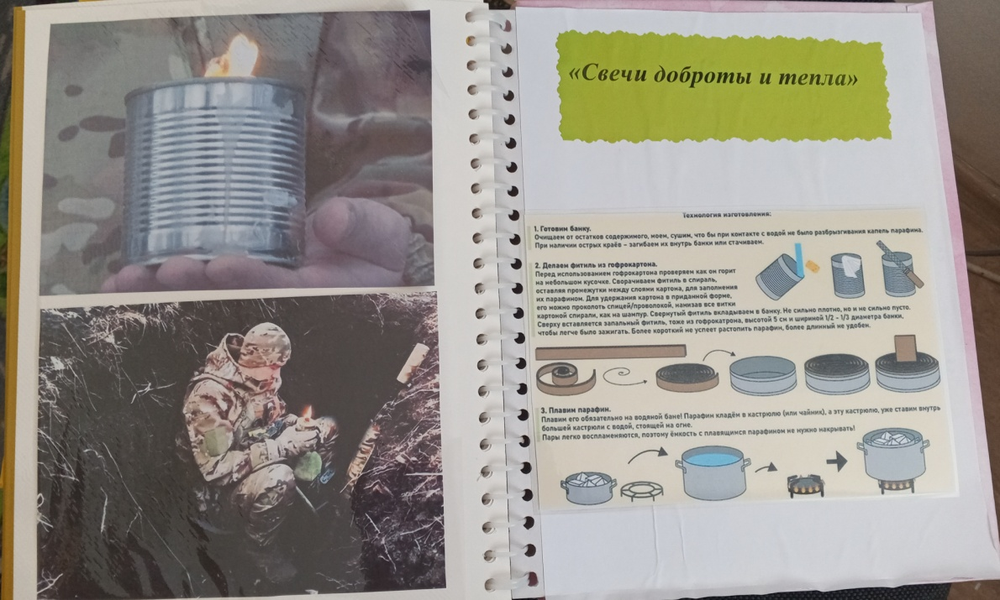 «Свечи доброты и тепла»
Технология изготовления:
1. Готовим банку.
Очищаем от остатков содержимого, моем, сушим, что бы при контакте с водой не было разбрызгивания капель парафина.
При наличии острых краёв – загибаем их внутрь банки или стачиваем.
2. Делаем фитиль из гофрокартона.
Перед использованием гофрокартона проверяем как он горит
на небольшом кусочке. Сворачиваем фитиль в спираль,
оставляя промежутки между слоями картона, для заполнения
их парафином. Для удержания картона в приданной форме,
его можно проколоть спицей/проволокой, нанизав все витки
картонной спирали, как на шампур. Свернутый фитиль вкладываем в банку. Не сильно плотно, но и не сильно пусто.
Сверху вставляется запальный фитиль, тоже из гофрокатрона, высотой 5 см и шириной 1/2 - 1/3 диаметра банки,
чтобы легче было зажигать. Более короткий не успеет растопить парафин, более длинный не удобен.
3. Плавим парафин.
Плавим его обязательно на водяной бане! Парафин кладём в кастрюлю (или чайник), а эту кастрюлю, уже ставим внутрь
большей кастрюли с водой, стоящей на огне.
Пары легко воспламеняются, поэтому ёмкость с плавящимся парафином не нужно накрывать!